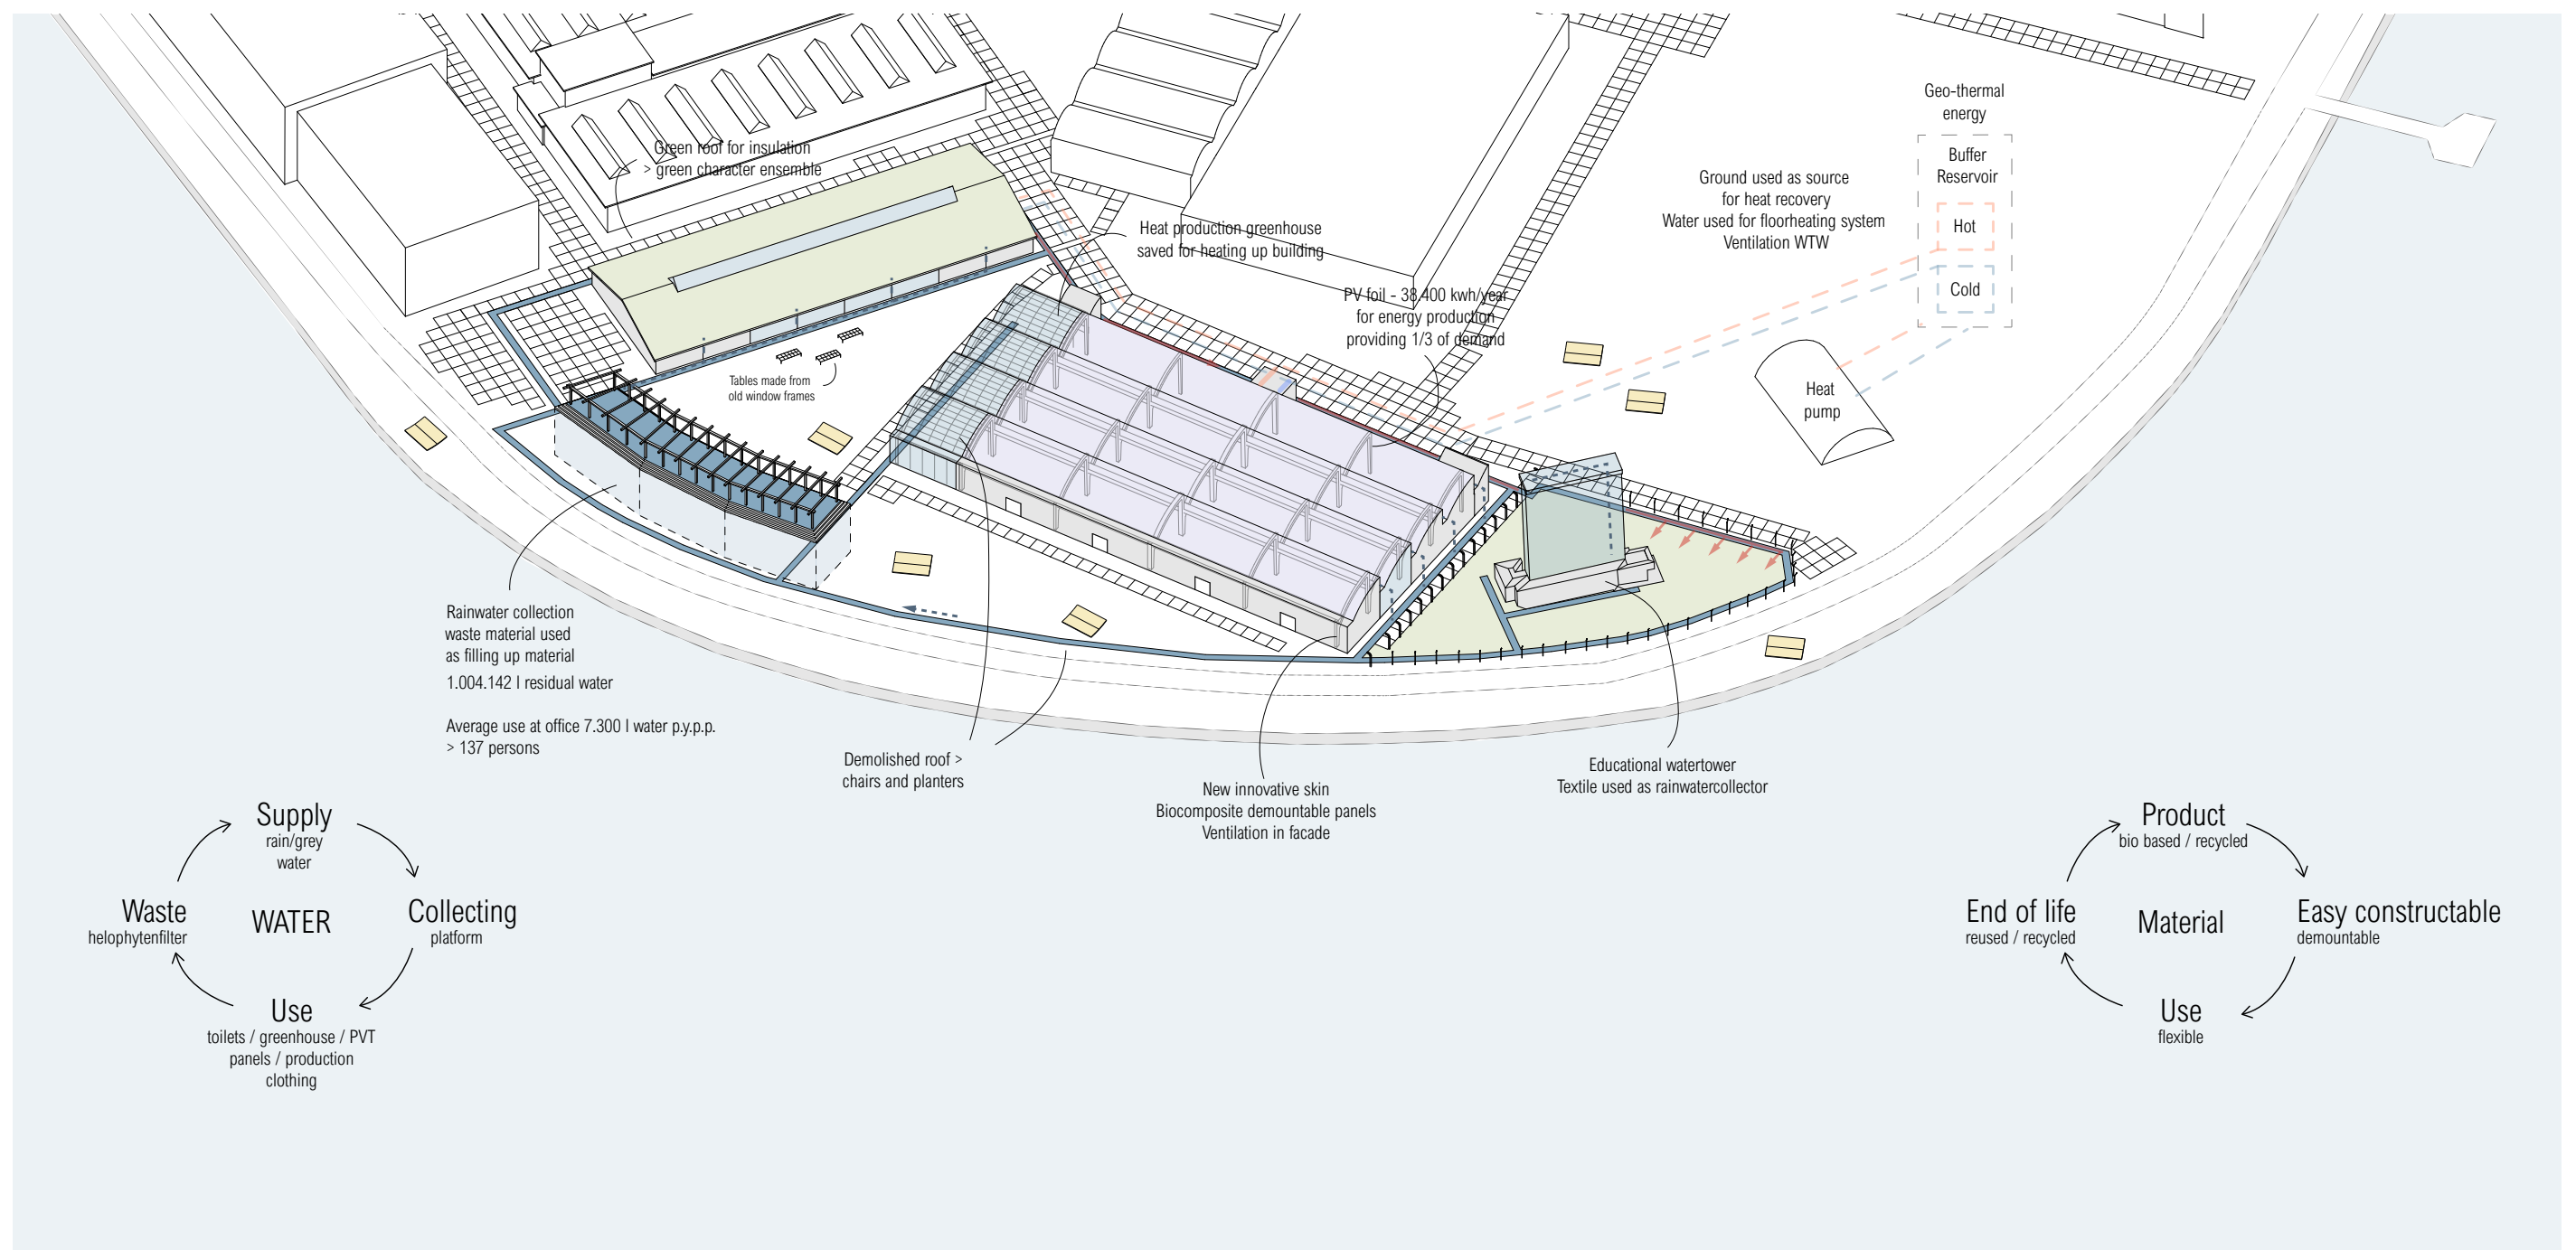 Geo-thermal
energy
Buffer
Reservoir
Hot
Cold
Ground used as source
for heat recovery
Water used for floorheating system
Ventilation WTW
Heat
pump
Green roof for insulation
> green character ensemble
Heat production greenhouse
saved for heating up building
PV foil - 38.400 kwh/year
for energy production
providing 1/3 of demand
Tables made from
old window frames
Rainwater collection
waste material used
as filling up material
1.004.142 l residual water
Average use at office 7.300 l water p.y.p.p.
> 137 persons
Demolished roof >
chairs and planters
New innovative skin
Biocomposite demountable panels
Ventilation in facade
Educational watertower
Textile used as rainwatercollector
Supply
rain/grey
water
Waste
helophytenfilter
WATER
Collecting
platform
Use
toilets / greenhouse / PVT
panels / production
clothing
Product
bio based / recycled
End of life
reused / recycled
Material
Easy constructable
demountable
Use
flexible